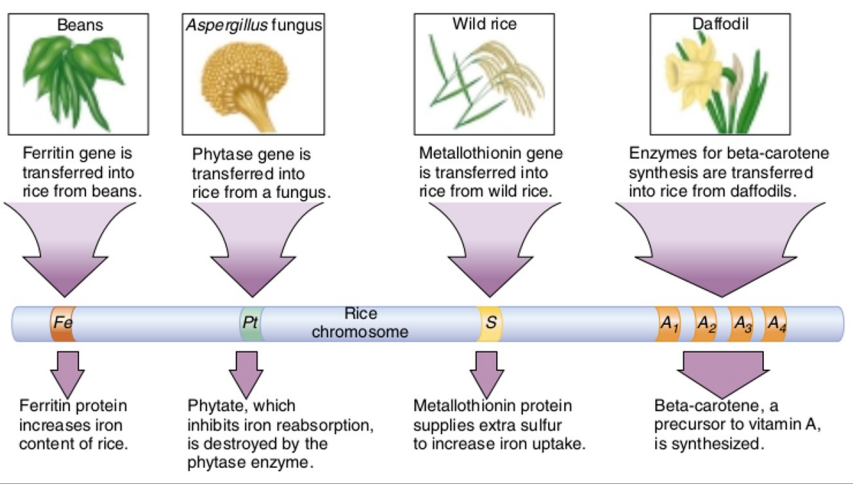 Beans
Aspergillus fungus
Wild rice
Daffodil
Ferritin gene is
transferred into
rice from beans.
Phytase gene is
transferred into
rice from a fungus.
Metallothionin gene
is transferred into
rice from wild rice.
Enzymes for beta-carotene
synthesis are transferred
into rice from daffodils.
Fe
Pt
Rice
chromosome
S
A1
A2
A3
A4
Ferritin protein
increases iron
content of rice.
Phytate, which
inhibits iron reabsorption,
is destroyed by the
phytase enzyme.
Metallothionin protein
supplies extra sulfur
to increase iron uptake.
Beta-carotene, a
precursor to vitamin A,
is synthesized.